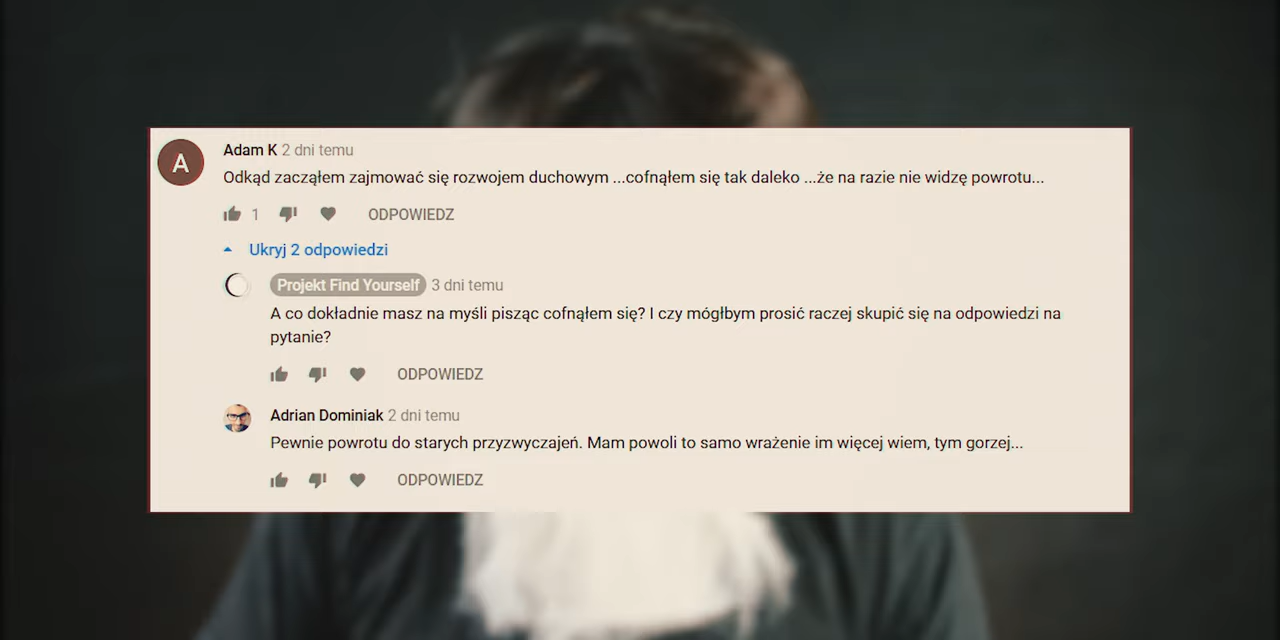 A
Adam K 2 dni temu
Odkąd zacząłem zajmować się rozwojem duchowym ...cofnąłem się tak daleko ...że na razie nie widzę powrotu...
1 ODPOWIEDZ
Ukryj 2 odpowiedzi
Projekt Find Yourself 3 dni temu
A co dokładnie masz na myśli pisząc cofnąłem się? I czy mógłbym prosić raczej skupić się na odpowiedzi na
pytanie?
ODPOWIEDZ
Adrian Dominiak 2 dni temu
Pewnie powrotu do starych przyzwyczajeń. Mam powoli to samo wrażenie im więcej wiem, tym gorzej...
ODPOWIEDZ